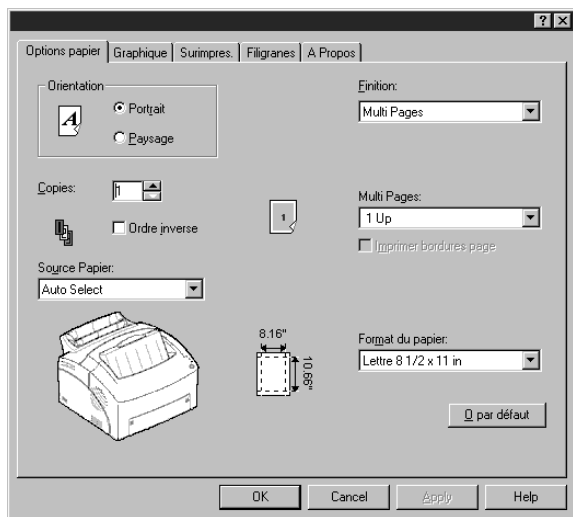 Options papier
Graphique
Surimpres.
Filigranes
A Propos
Orientation
A
Portrait
Paysage
Finition:
Multi Pages
Copies:
1
Ordre inverse
1
Multi Pages:
1 Up
Imprimer bordures page
Source Papier:
Auto Select
8.16"
10.66"
Format du papier:
Lettre 8 1/2 x 11 in
O par défaut
OK
Cancel
Apply
Help